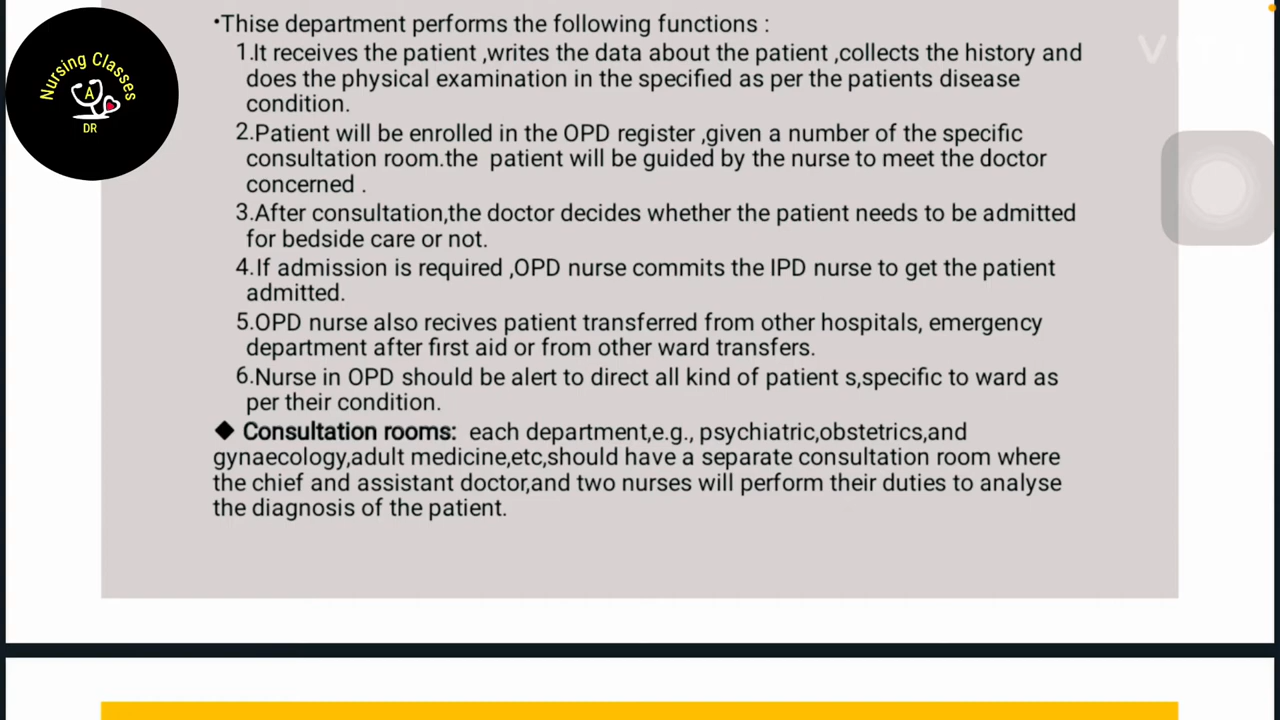 Nursing Classes
A
DR
•Thise department performs the following functions :
1.It receives the patient ,writes the data about the patient ,collects the history and
does the physical examination in the specified as per the patients disease
condition.
2.Patient will be enrolled in the OPD register ,given a number of the specific
consultation room.the patient will be guided by the nurse to meet the doctor
concerned .
3.After consultation,the doctor decides whether the patient needs to be admitted
for bedside care or not.
4.If admission is required ,OPD nurse commits the IPD nurse to get the patient
admitted.
5.OPD nurse also recives patient transferred from other hospitals, emergency
department after first aid or from other ward transfers.
6.Nurse in OPD should be alert to direct all kind of patient s,specific to ward as
per their condition.
◆ Consultation rooms: each department,e.g., psychiatric,obstetrics,and
gynaecology,adult medicine,etc,should have a separate consultation room where
the chief and assistant doctor,and two nurses will perform their duties to analyse
the diagnosis of the patient.